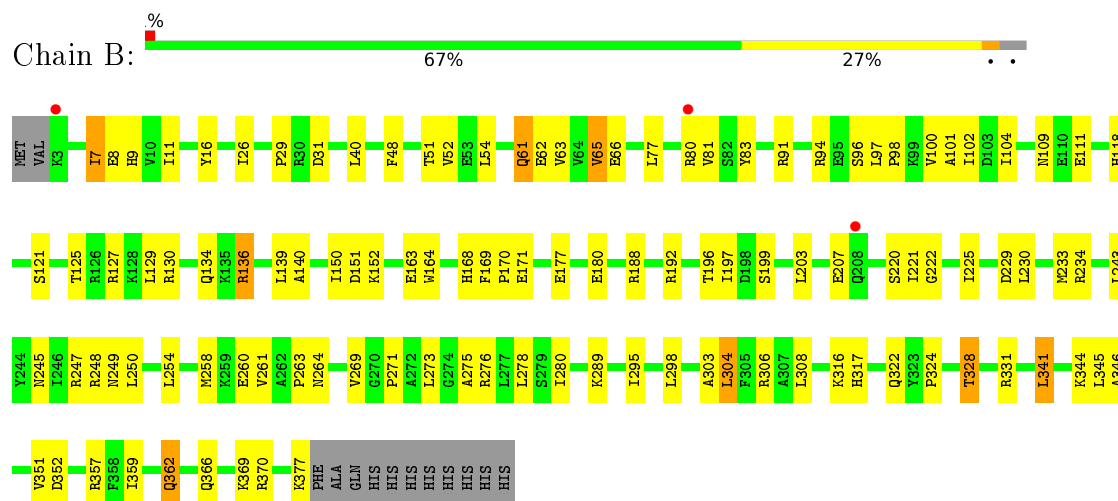 .%
Chain B:
67% 27% • •
MET VAL K3 I7 E8 H9 V10 I11 Y16 I26 P29 R30 D31 L40 F48 T51 V52 E53 L54 Q61 E62 V63 V64 V65 E66 L77 R80 V81 S82 Y83 R91 R94 E95 S96 L97 P98 K99 V100 A101 I102 D103 I104 N109 E110 E111 H118
S121 T125 R126 R127 K128 L129 R130 Q134 K135 R136 L139 A140 I150 D151 K152 E163 W164 H168 F169 P170 E171 E177 E180 R188 R192 T196 I197 D198 S199 L203 E207 Q208 S220 I221 G222 I225 D229 L230 M233 R234 L243
Y244 N245 I246 R247 R248 N249 L250 L254 M258 K259 E260 V261 A262 P263 N264 V269 G270 P271 A272 L273 G274 A275 R276 L277 L278 S279 I280 K289 I295 L298 A303 L304 F305 R306 A307 L308 K316 H317 Q322 Y323 P324 T328 R331 L341 K344 L345 A346
V351 D352 R357 F358 I359 Q362 Q366 K369 R370 K377 PHE ALA GLN HIS HIS HIS HIS HIS